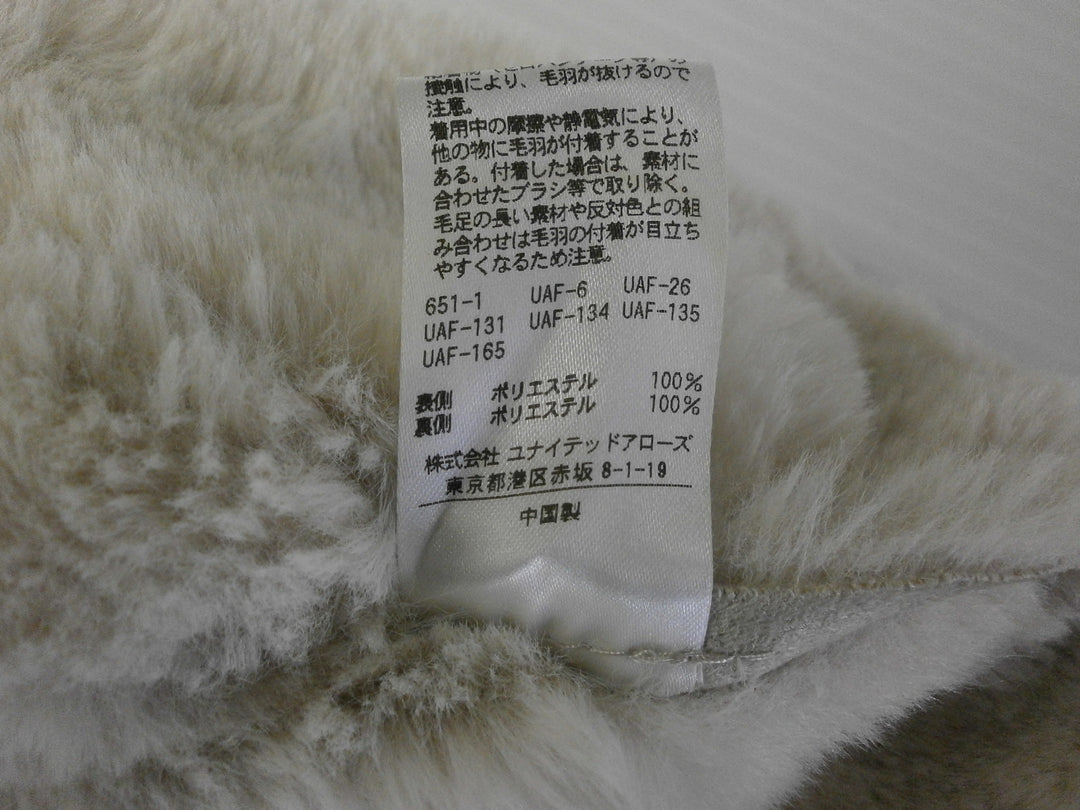 接触により、毛羽が抜けるので
注意。
着用中の摩擦や静電気により、
他の物に毛羽が付着することが
ある。付着した場合は、素材に
合わせたブラシ等で取り除く。
毛足の長い素材や反対色との組
み合わせは毛羽の付着が目立ち
やすくなるため注意。
651-1 UAF-6 UAF-26
UAF-131 UAF-134 UAF-135
UAF-165
表側 ポリエステル 100%
裏側 ポリエステル 100%
株式会社 ユナイテッドアローズ
東京都港区赤坂 8-1-19
中国製